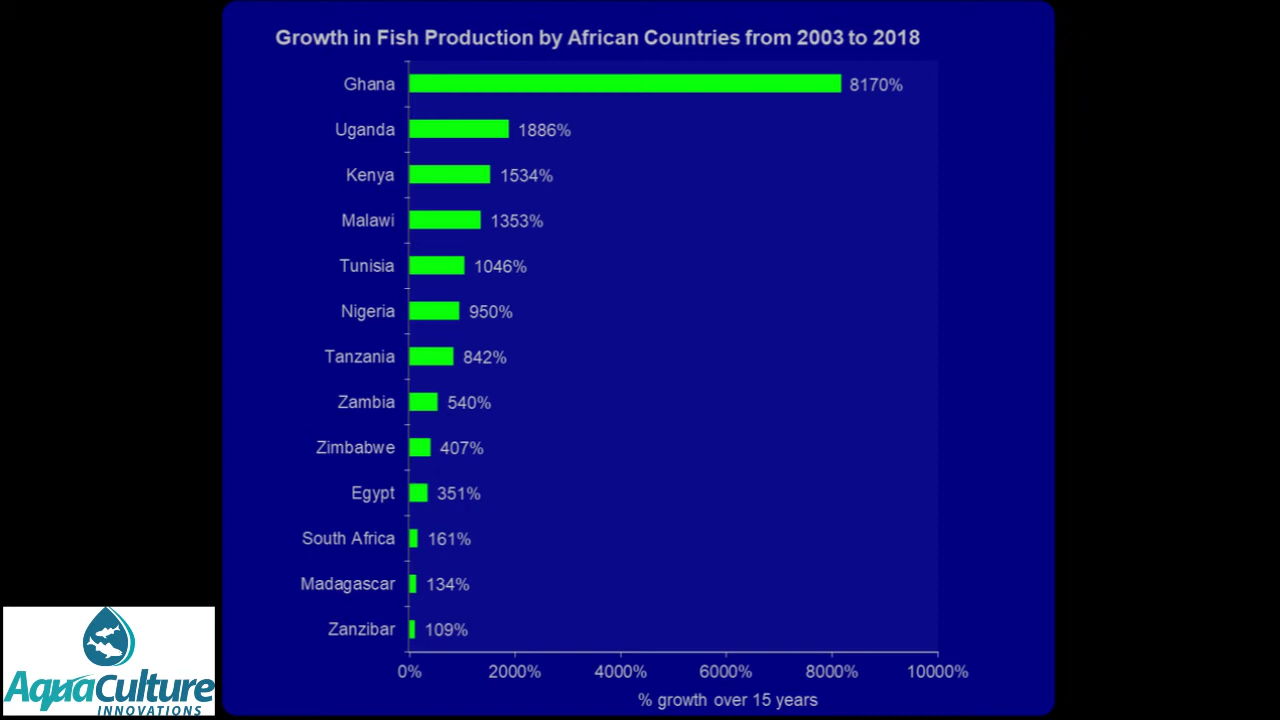 Growth in Fish Production by African Countries from 2003 to 2018
Ghana 8170%
Uganda 1886%
Kenya 1534%
Malawi 1353%
Tunisia 1046%
Nigeria 950%
Tanzania 842%
Zambia 540%
Zimbabwe 407%
Egypt 351%
South Africa 161%
Madagascar 134%
Zanzibar 109%
0% 2000% 4000% 6000% 8000% 10000%
% growth over 15 years
AquaCulture
INNOVATIONS